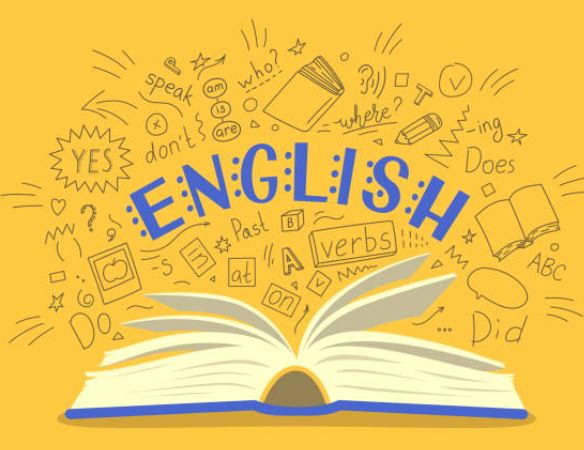 who?
speak
am
is
are
where?
don't
-ing
YES
Does
ENGLISH
Past
B
verbs
ABC
-s
at
A
on
Do
Did